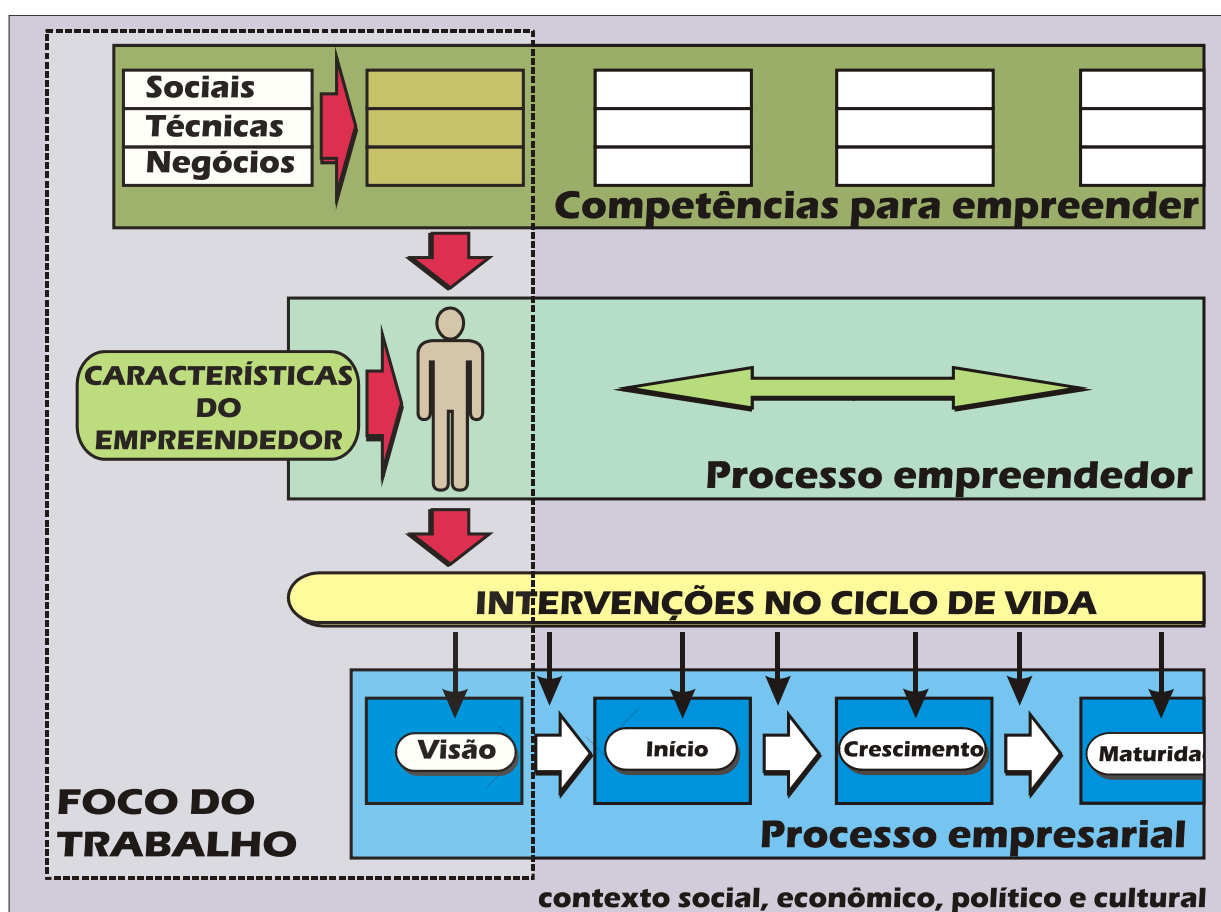 Sociais
Técnicas
Negócios
Competências para empreender
CARACTERÍSTICAS
DO
EMPREENDEDOR
Processo empreendedor
INTERVENÇÕES NO CICLO DE VIDA
Visão
Início
Crescimento
Maturida
FOCO DO
TRABALHO
Processo empresarial
contexto social, econômico, político e cultural